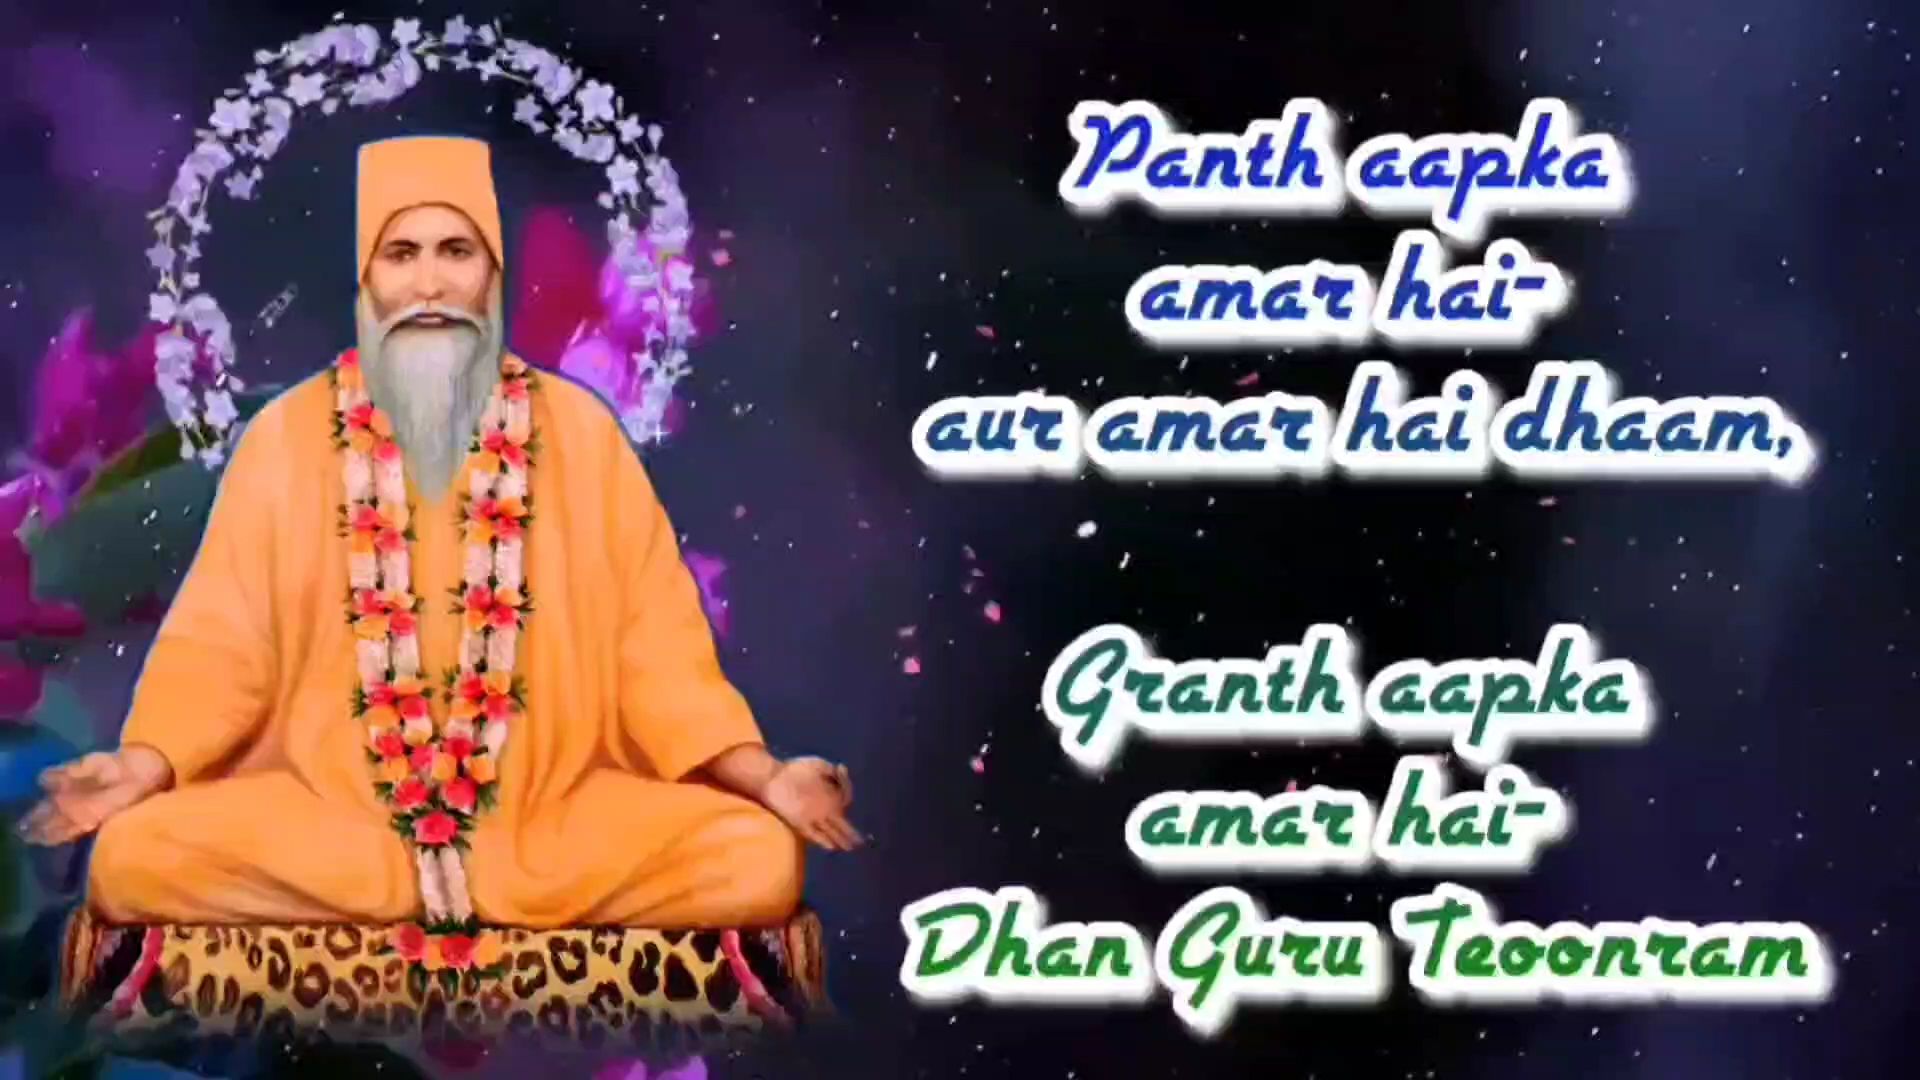 Panth aapka
amar hai-
aur amar hai dhaam,
Granth aapka
amar hai-
Dhan Guru Teoonram